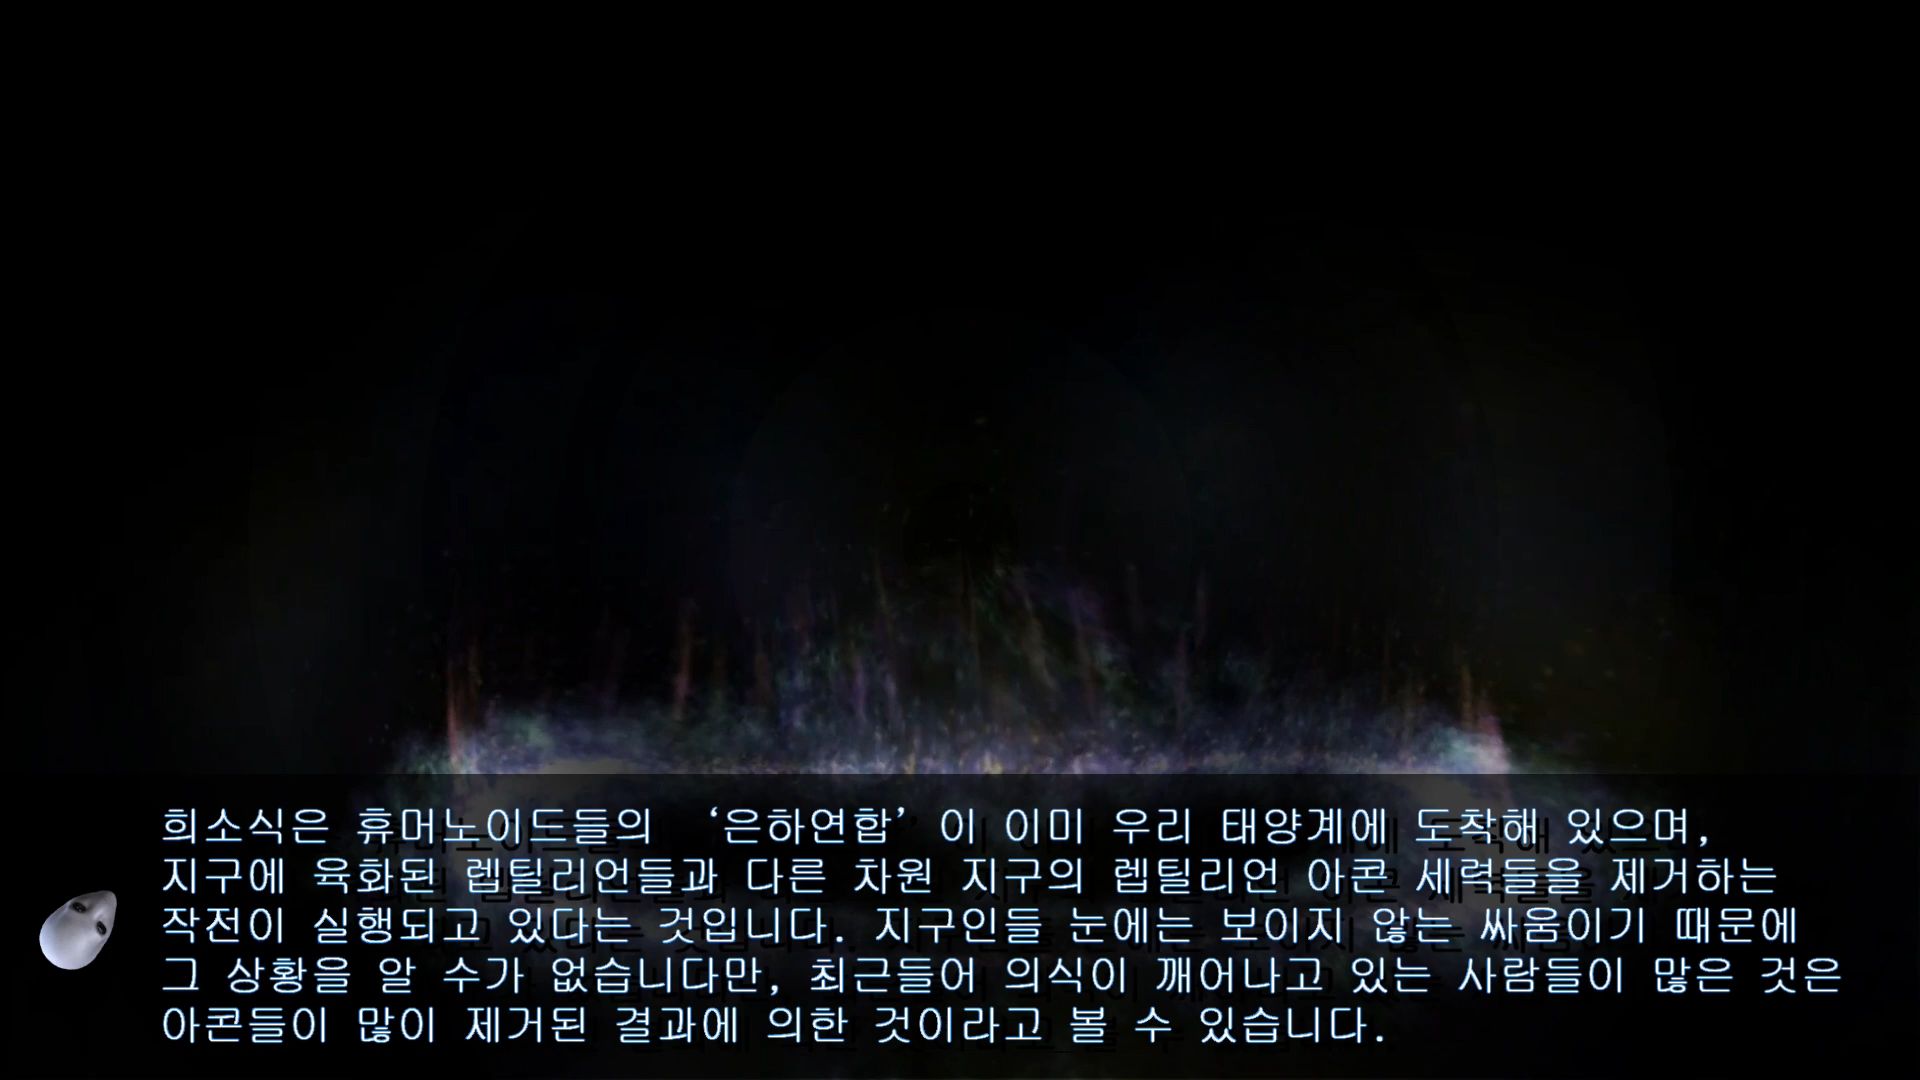 희소식은 휴머노이드들의 ‘은하연합’이 이미 우리 태양계에 도착해 있으며,
지구에 육화된 렙틸리언들과 다른 차원 지구의 렙틸리언 아콘 세력들을 제거하는
작전이 실행되고 있다는 것입니다. 지구인들 눈에는 보이지 않는 싸움이기 때문에
그 상황을 알 수가 없습니다만, 최근들어 의식이 깨어나고 있는 사람들이 많은 것은
아콘들이 많이 제거된 결과에 의한 것이라고 볼 수 있습니다.